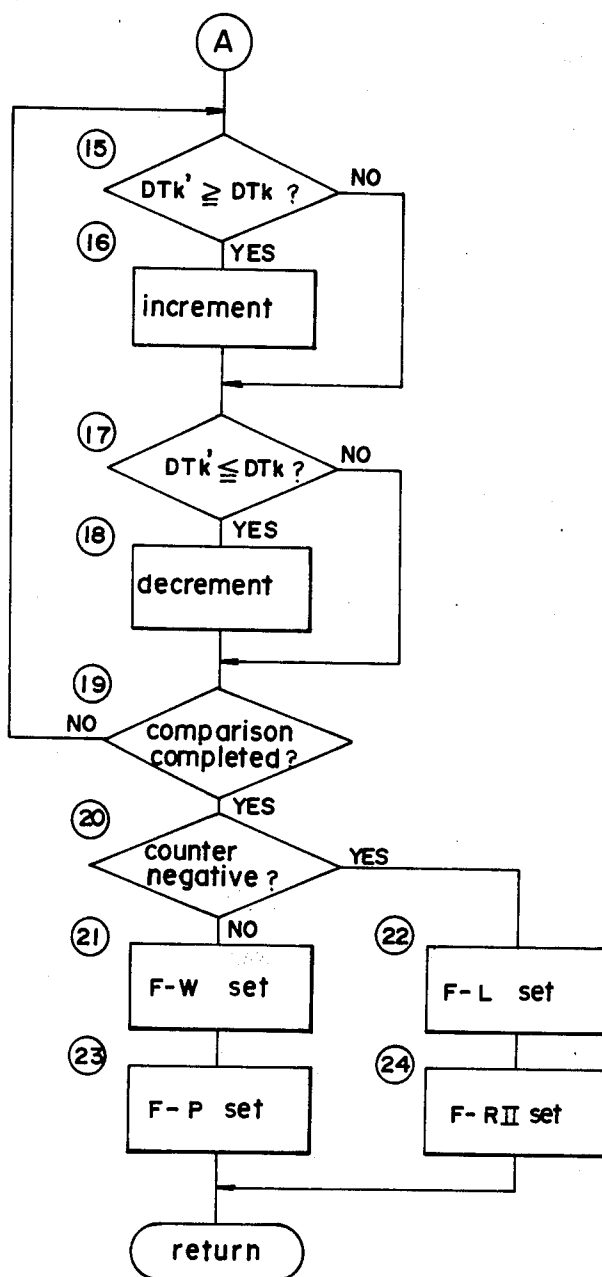 A
15
DTk' ≧ DTk ?
NO
16
YES
increment
17
DTk' ≦ DTk ?
NO
18
YES
decrement
19
NO
comparison
completed ?
YES
20
counter
negative ?
YES
NO
21
F-W set
22
F-L set
23
F-P set
24
F-RII set
return